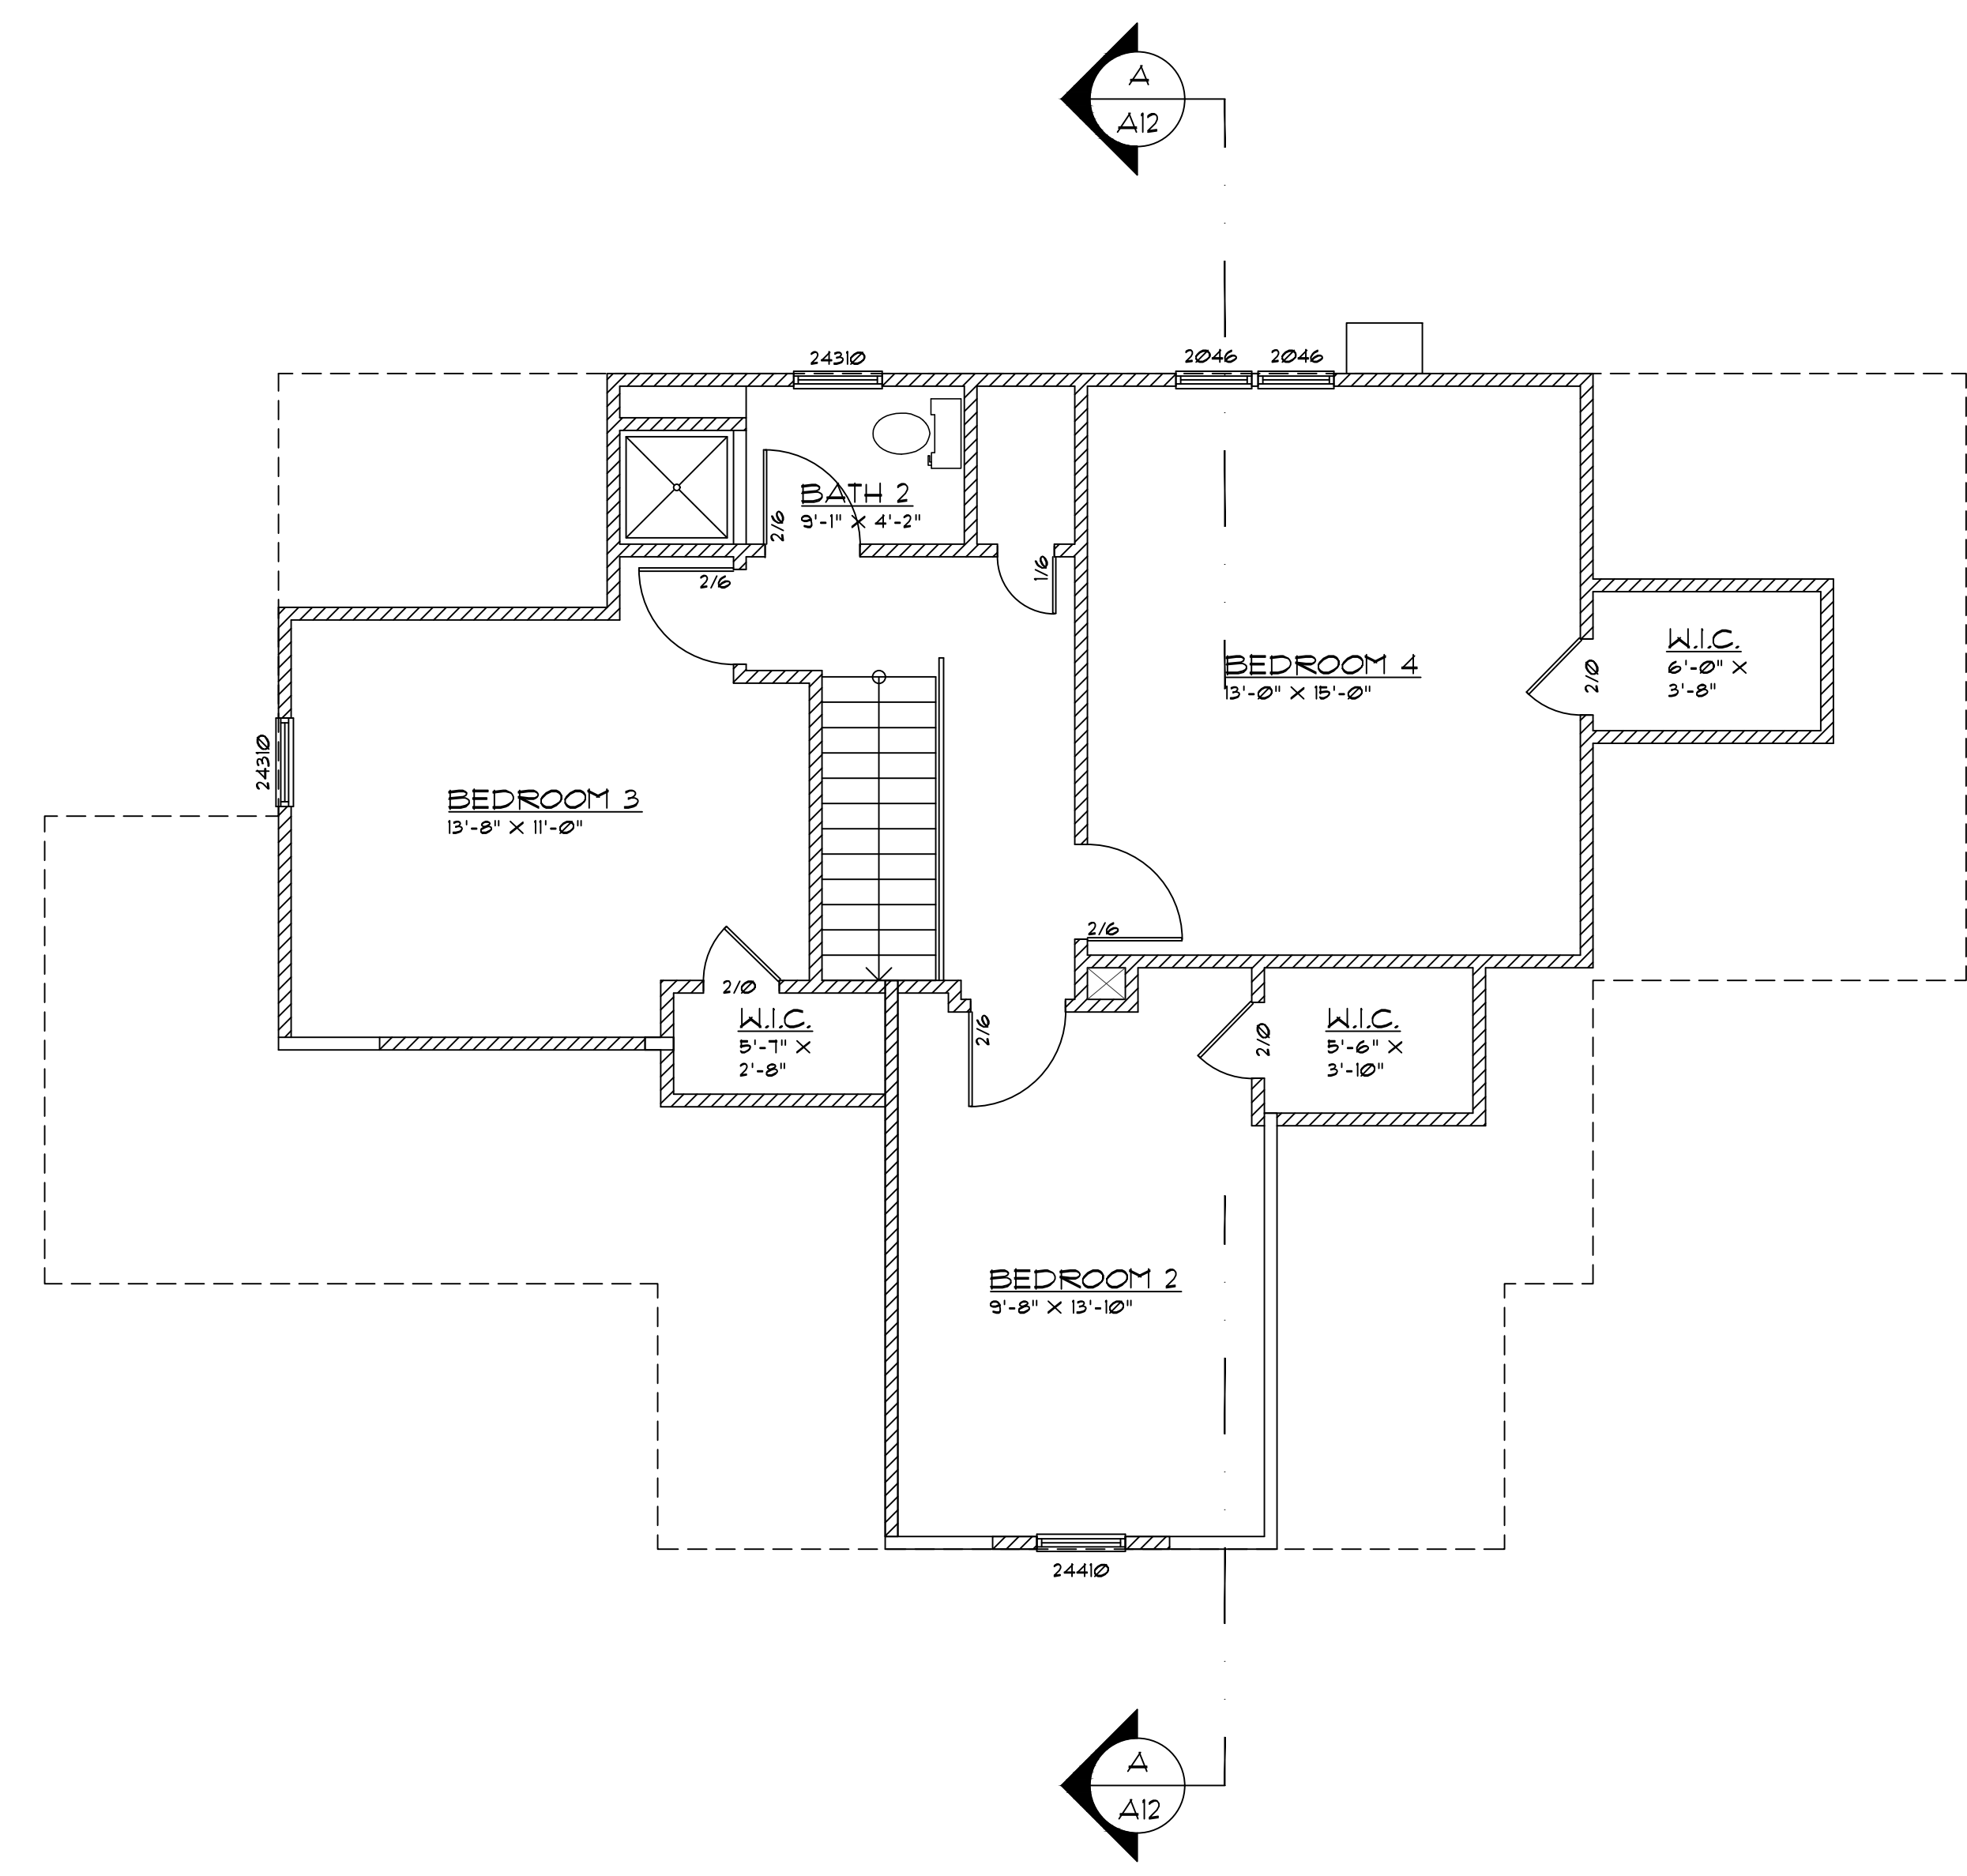 A
A12
24310
2046
2046
BATH 2
9'-1" X 4'-2"
2/6
2/6
1/6
W.I.C.
6'-0" X
3'-8"
2/0
BEDROOM 4
13'-0" X 15'-0"
24310
BEDROOM 3
13'-8" X 11'-0"
2/6
2/0
W.I.C.
5'-7" X
2'-8"
2/6
2/0
W.I.C.
5'-6" X
3'-10"
BEDROOM 2
9'-8" X 13'-10"
24410
A
A12